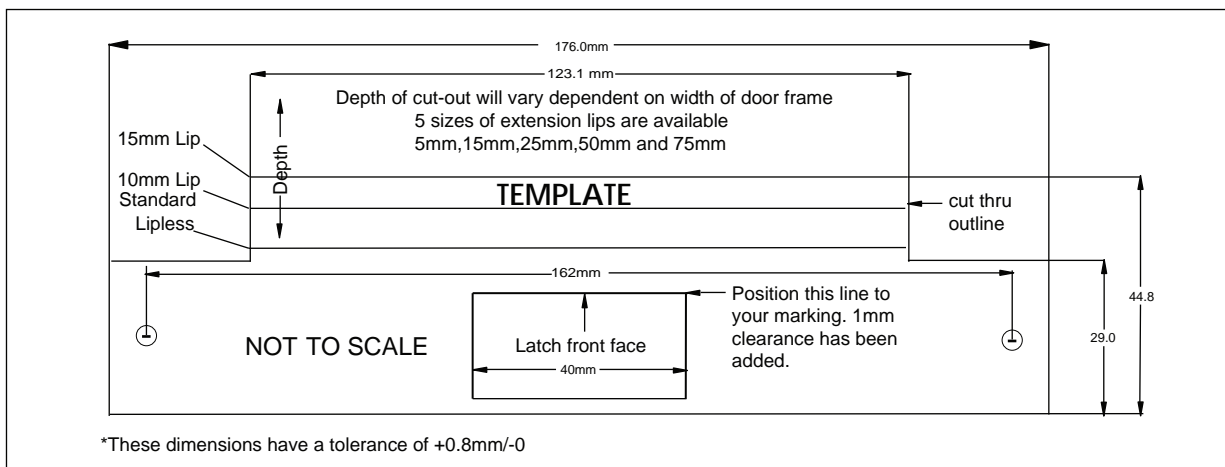 176.0mm
123.1 mm
Depth of cut-out will vary dependent on width of door frame
5 sizes of extension lips are available
5mm,15mm,25mm,50mm and 75mm
15mm Lip
Depth
10mm Lip
Standard
Lipless
TEMPLATE
cut thru
outline
162mm
44.8
29.0
Position this line to
your marking. 1mm
clearance has been
added.
NOT TO SCALE
Latch front face
40mm
*These dimensions have a tolerance of +0.8mm/-0